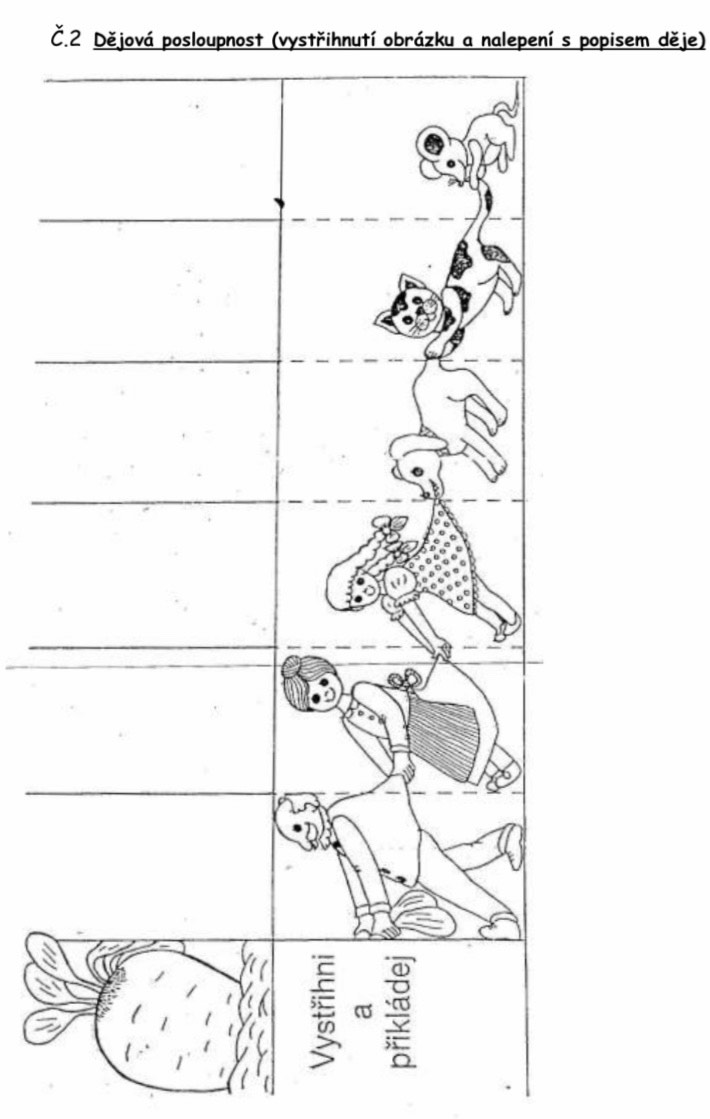 Č.2 Dějová posloupnost (vystřihnutí obrázku a nalepení s popisem děje)
Vystřihni
a
přikládej